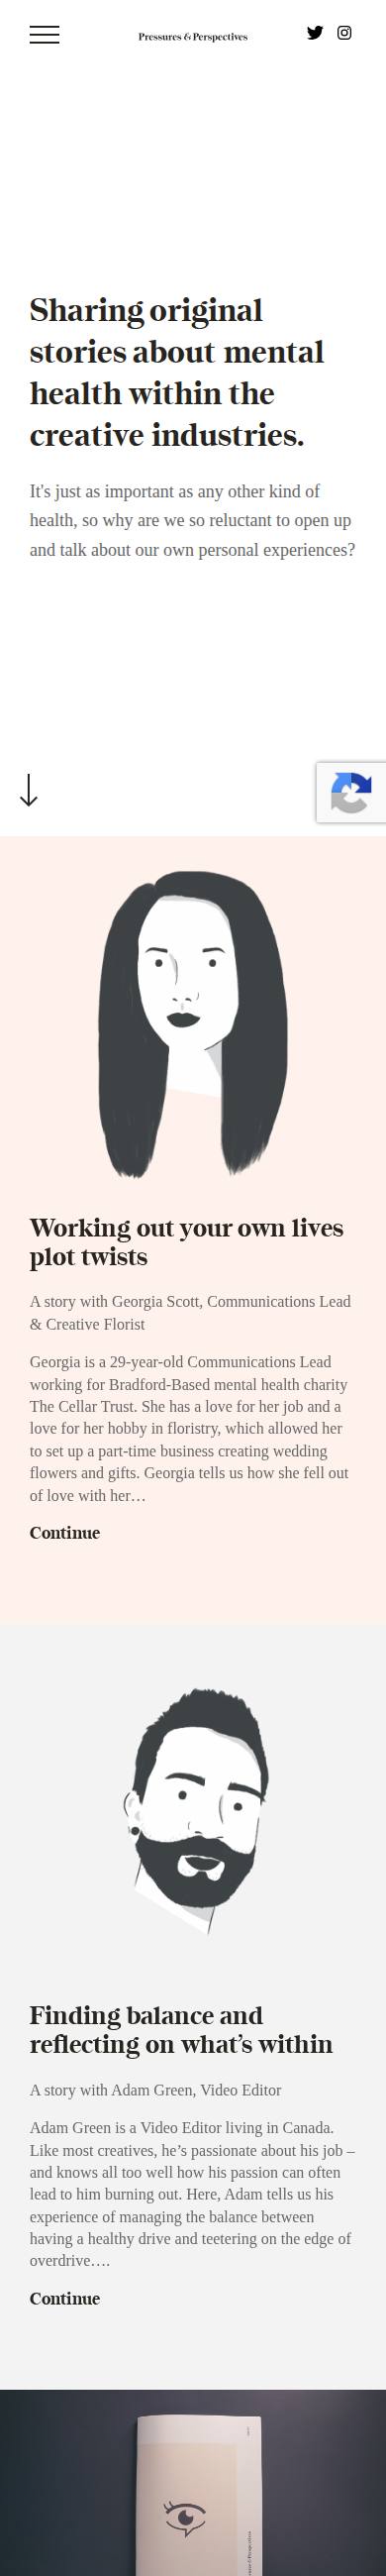 Pressures & Perspectives
Sharing original
stories about mental
health within the
creative industries.
It's just as important as any other kind of
health, so why are we so reluctant to open up
and talk about our own personal experiences?
Working out your own lives
plot twists
A story with Georgia Scott, Communications Lead
& Creative Florist
Georgia is a 29-year-old Communications Lead
working for Bradford-Based mental health charity
The Cellar Trust. She has a love for her job and a
love for her hobby in floristry, which allowed her
to set up a part-time business creating wedding
flowers and gifts. Georgia tells us how she fell out
of love with her…
Continue
Finding balance and
reflecting on what’s within
A story with Adam Green, Video Editor
Adam Green is a Video Editor living in Canada.
Like most creatives, he’s passionate about his job –
and knows all too well how his passion can often
lead to him burning out. Here, Adam tells us his
experience of managing the balance between
having a healthy drive and teetering on the edge of
overdrive….
Continue